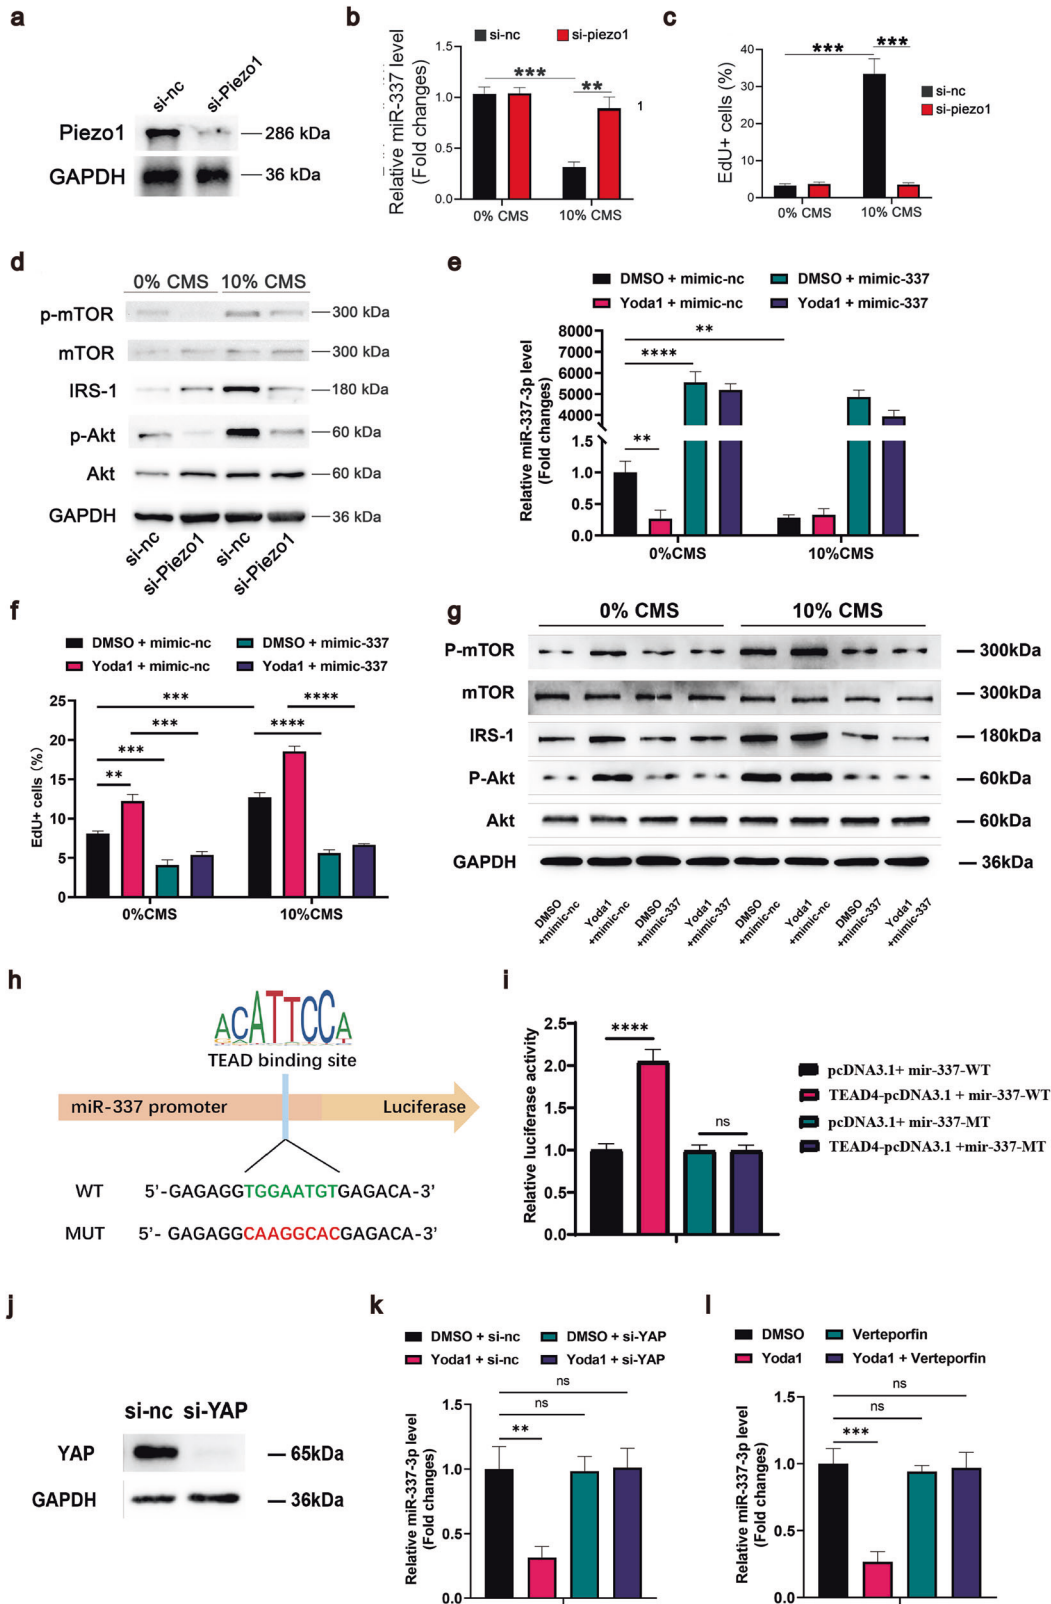 a
si-nc
si-Piezo1
Piezo1
286 kDa
GAPDH
36 kDa
b
si-nc
si-piezo1
Relative miR-337 level
(Fold changes)
1.5
1.0
0.5
0.0
***
**
1
0% CMS
10% CMS
c
EdU+ cells (%)
40
30
20
10
0
***
***
si-nc
si-piezo1
0% CMS
10% CMS
d
0% CMS
10% CMS
p-mTOR
300 kDa
mTOR
300 kDa
IRS-1
180 kDa
p-Akt
60 kDa
Akt
60 kDa
GAPDH
36 kDa
si-nc
si-Piezo1
si-nc
si-Piezo1
e
DMSO + mimic-nc
DMSO + mimic-337
Yoda1 + mimic-nc
Yoda1 + mimic-337
Relative miR-337-3p level
(Fold changes)
8000
7000
6000
5000
4000
1.5
1.0
0.5
0.0
**
****
**
0%CMS
10%CMS
f
DMSO + mimic-nc
DMSO + mimic-337
Yoda1 + mimic-nc
Yoda1 + mimic-337
EdU+ cells (%)
25
20
15
10
5
0
***
***
***
**
****
****
0%CMS
10%CMS
g
0% CMS
10% CMS
P-mTOR
300kDa
mTOR
300kDa
IRS-1
180kDa
P-Akt
60kDa
Akt
60kDa
GAPDH
36kDa
DMSO
+mimic-nc
Yoda1
+mimic-nc
DMSO
+mimic-337
Yoda1
+mimic-337
DMSO
+mimic-nc
Yoda1
+mimic-nc
DMSO
+mimic-337
Yoda1
+mimic-337
h
ACATTCCA
TEAD binding site
miR-337 promoter
Luciferase
WT 5'-GAGAGGTGGAATGTGAGACA-3'
MUT 5'- GAGAGGCAAGGCACGAGACA-3'
i
Relative luciferase activity
2.5
2.0
1.5
1.0
0.5
0.0
****
ns
pcDNA3.1+ mir-337-WT
TEAD4-pcDNA3.1 + mir-337-WT
pcDNA3.1+ mir-337-MT
TEAD4-pcDNA3.1 +mir-337-MT
j
si-nc si-YAP
YAP
65kDa
GAPDH
36kDa
k
DMSO + si-nc
DMSO + si-YAP
Yoda1 + si-nc
Yoda1 + si-YAP
Relative miR-337-3p level
(Fold changes)
1.5
1.0
0.5
0.0
ns
ns
**
l
DMSO
Verteporfin
Yoda1
Yoda1 + Verteporfin
Relative miR-337-3p level
(Fold changes)
1.5
1.0
0.5
0.0
ns
ns
***